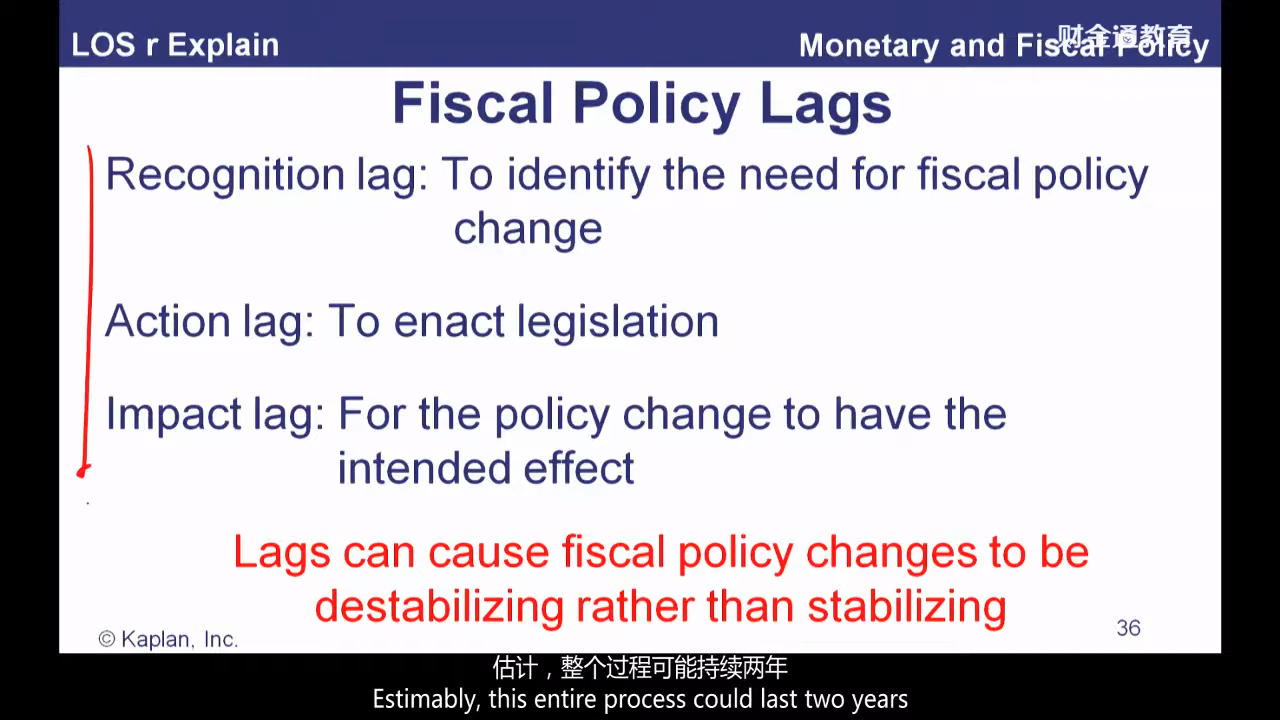 LOS r Explain
Monetary and Fiscal Policy
财金通教育
Fiscal Policy Lags
Recognition lag: To identify the need for fiscal policy
change
Action lag: To enact legislation
Impact lag: For the policy change to have the
intended effect
Lags can cause fiscal policy changes to be
destabilizing rather than stabilizing
© Kaplan, Inc.
36
估计，整个过程可能持续两年
Estimably, this entire process could last two years